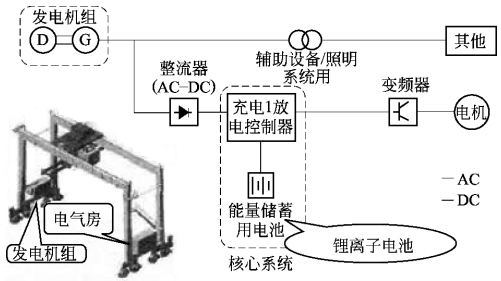 发电机组
D
G
辅助设备/照明
系统用
其他
整流器
(AC-DC)
充电1放
电控制器
变频器
电机
能量储蓄
用电池
核心系统
锂离子电池
AC
DC
电气房
发电机组